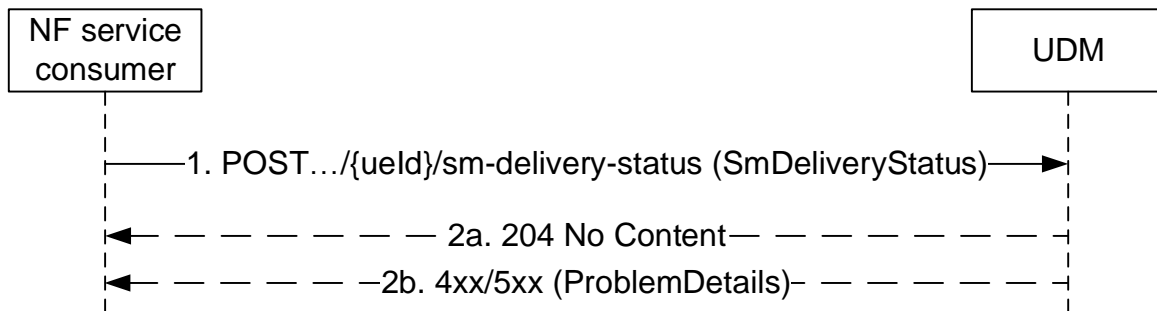 NF service
consumer
UDM
1. POST…/{ueId}/sm-delivery-status (SmDeliveryStatus)
2a. 204 No Content
2b. 4xx/5xx (ProblemDetails)